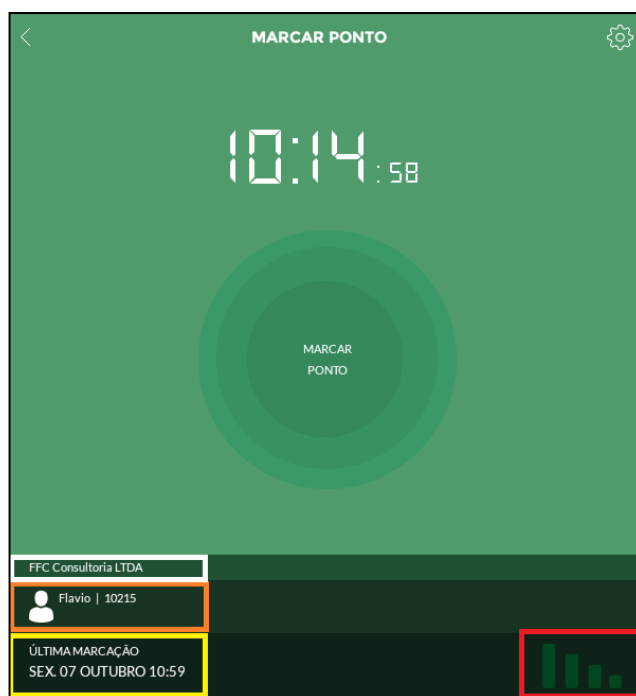 MARCAR PONTO
10:14:58
MARCAR
PONTO
FFC Consultoria LTDA
Flavio | 10215
ÚLTIMA MARCAÇÃO
SEX. 07 OUTUBRO 10:59